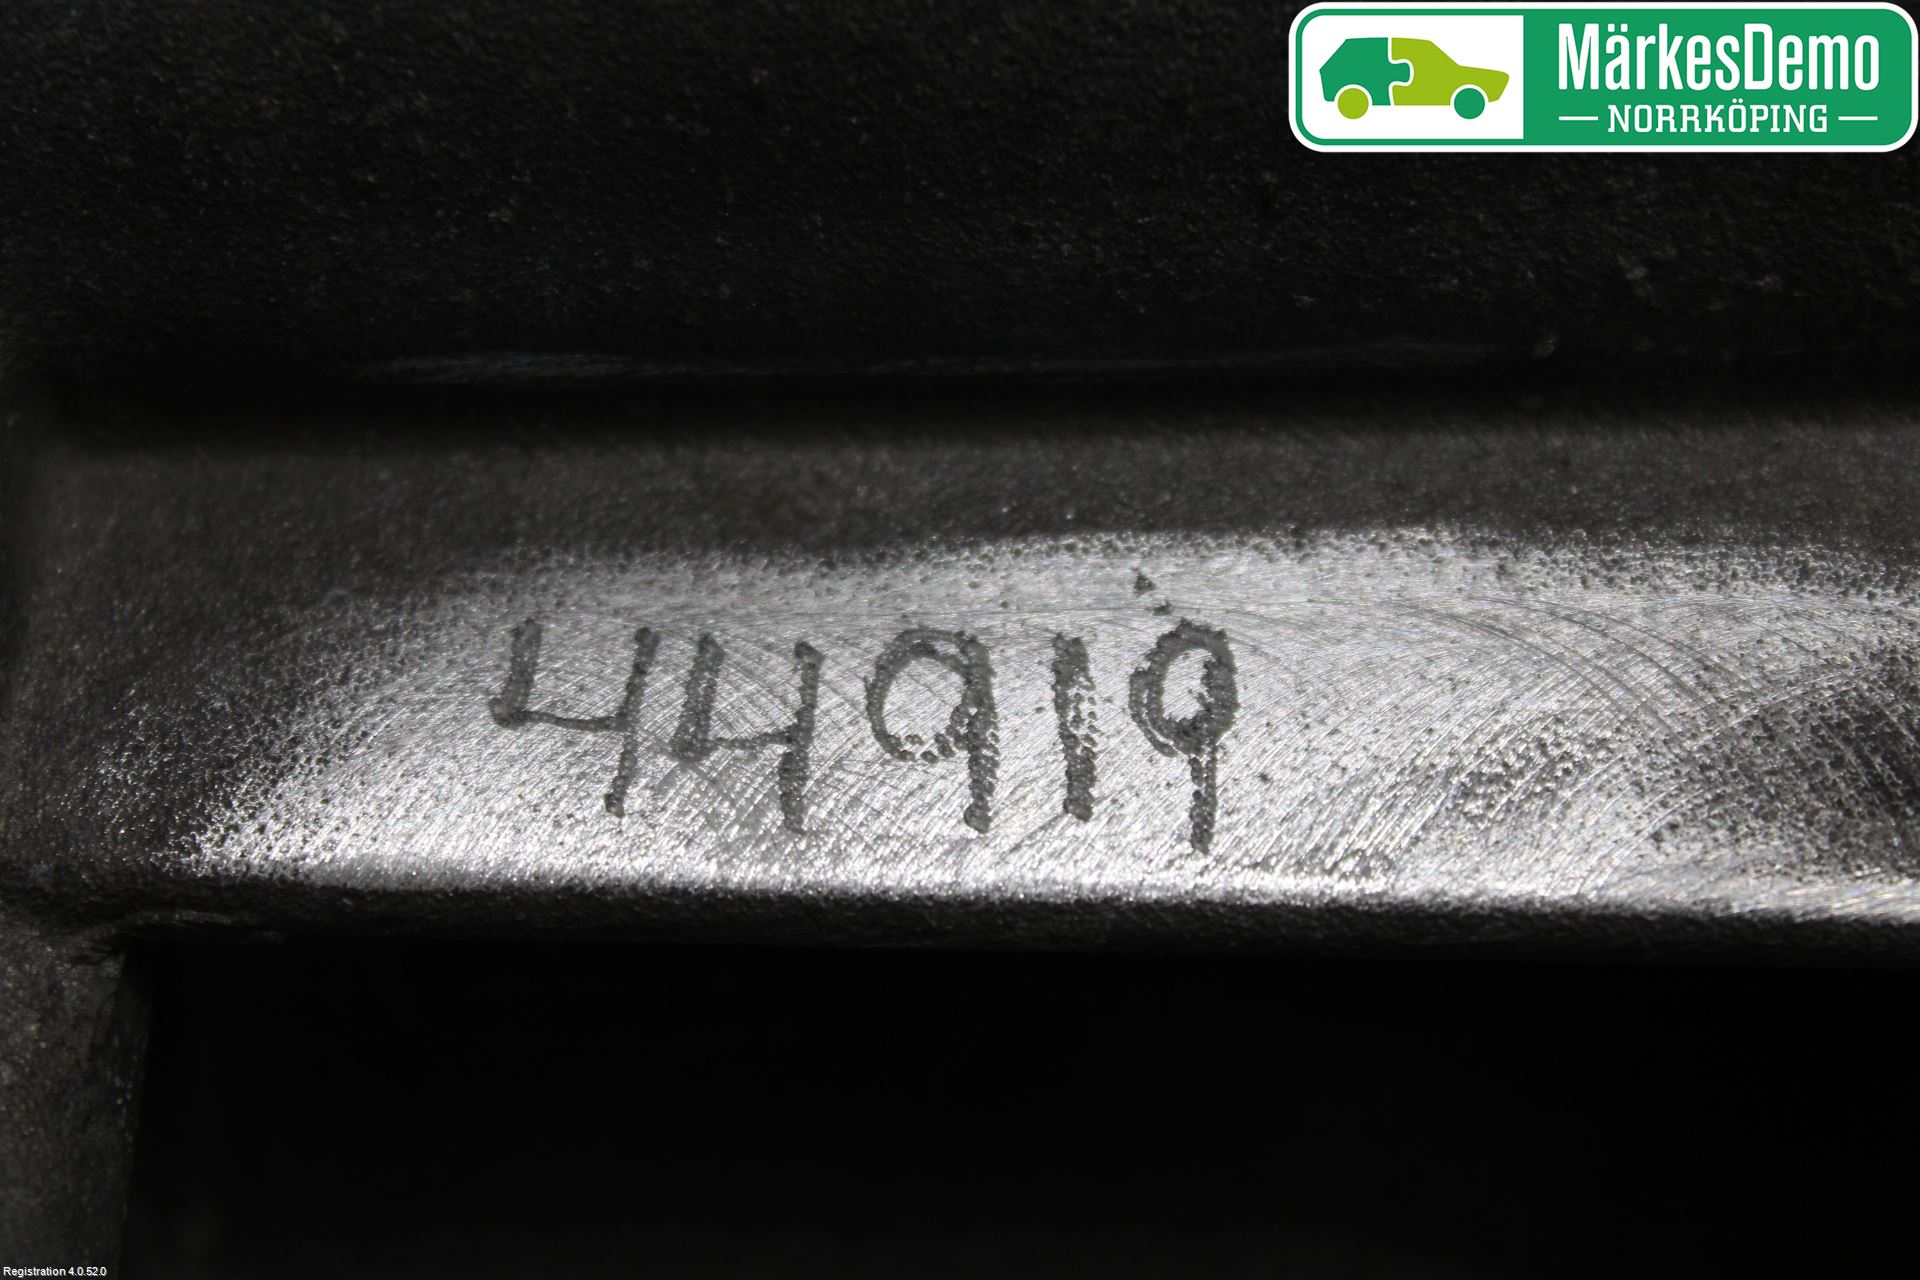 MärkesDemo
NORRKÖPING
44919
Registration 4.0.52.0